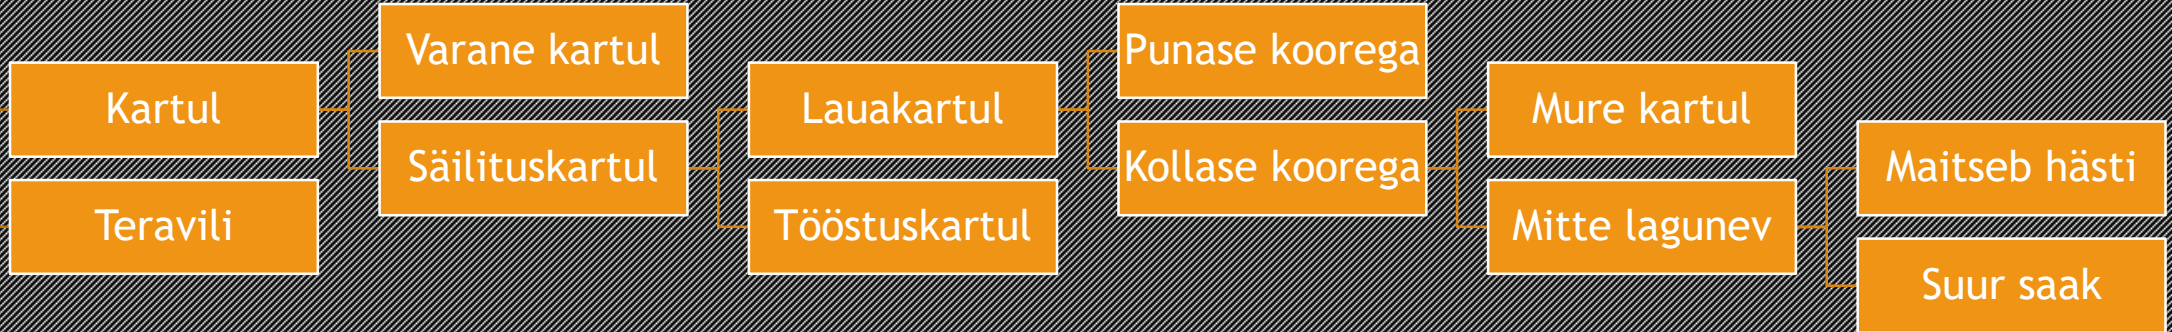 Kartul
Teravili
Varane kartul
Säilituskartul
Lauakartul
Tööstuskartul
Punase koorega
Kollase koorega
Mure kartul
Mitte lagunev
Maitseb hästi
Suur saak